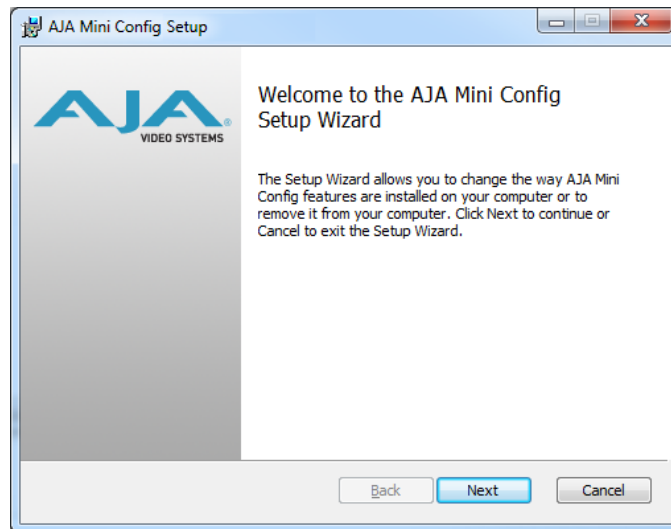 AJA Mini Config Setup
AJA®
VIDEO SYSTEMS
Welcome to the AJA Mini Config
Setup Wizard
The Setup Wizard allows you to change the way AJA Mini
Config features are installed on your computer or to
remove it from your computer. Click Next to continue or
Cancel to exit the Setup Wizard.
Back
Next
Cancel